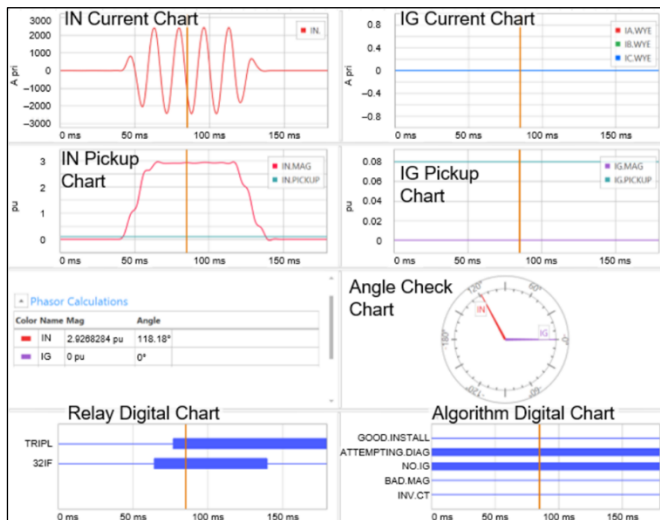 IN Current Chart
3000
2000
1000
0
−1000
−2000
−3000
A pri
IN.
0 ms
50 ms
100 ms
150 ms
IG Current Chart
0.8
0.4
0
−0.4
−0.8
A pri
IA.WYE
IB.WYE
IC.WYE
0 ms
50 ms
100 ms
150 ms
IN Pickup
Chart
3
2
1
0
pu
IN.MAG
IN.PICKUP
0 ms
50 ms
100 ms
150 ms
IG Pickup
Chart
0.08
0.06
0.04
0.02
0
pu
IG.MAG
IG.PICKUP
0 ms
50 ms
100 ms
150 ms
Phasor Calculations
Color Name Mag Angle
IN 2.9268284 pu 118.18°
IG 0 pu 0°
Angle Check
Chart
120°
60°
180°
-0°
-120°
-60°
IN
IG
Relay Digital Chart
TRIPL
32IF
0 ms
50 ms
100 ms
150 ms
Algorithm Digital Chart
GOOD.INSTALL
ATTEMPTING.DIAG
NO.IG
BAD.MAG
INV.CT
0 ms
50 ms
100 ms
150 ms